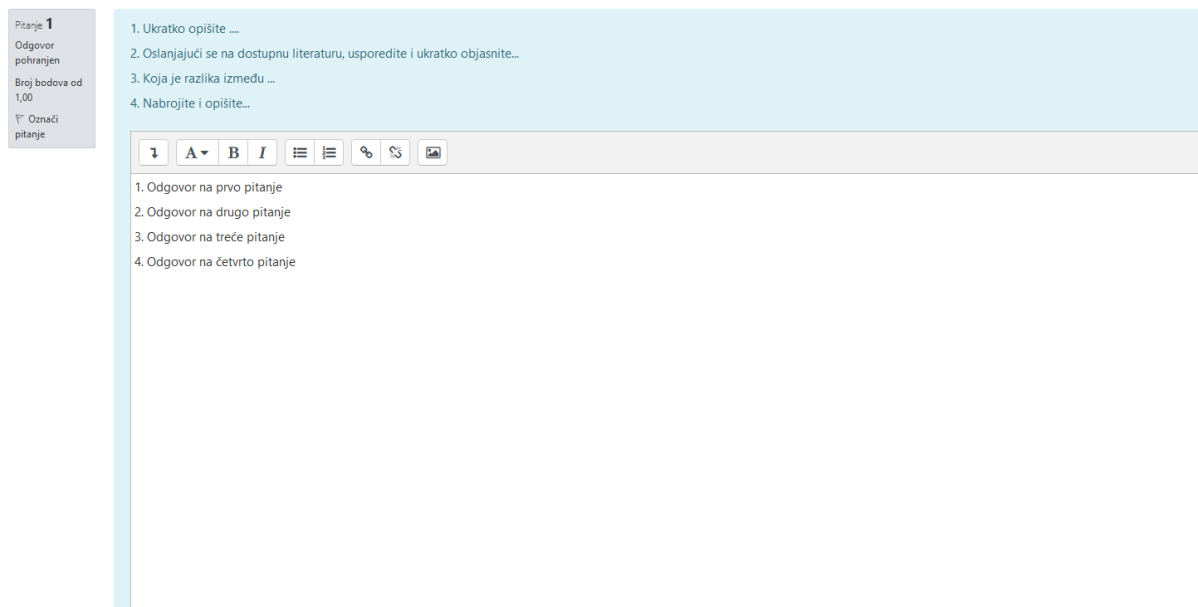 Pitanje 1
Odgovor
pohranjen
Broj bodova od
1,00
Označi
pitanje
1. Ukratko opišite ....
2. Oslanjajući se na dostupnu literaturu, usporedite i ukratko objasnite...
3. Koja je razlika između ...
4. Nabrojite i opišite...
A B I
1. Odgovor na prvo pitanje
2. Odgovor na drugo pitanje
3. Odgovor na treće pitanje
4. Odgovor na četvrto pitanje